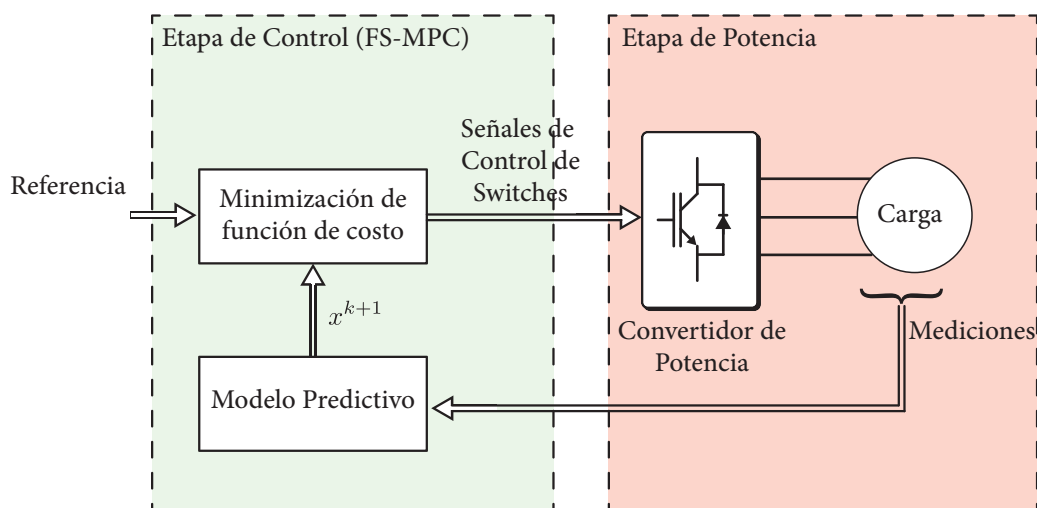 Etapa de Control (FS-MPC)
Etapa de Potencia
Señales de
Control de
Switches
Referencia
Minimización de
función de costo
Carga
x^{k+1}
Convertidor de
Potencia
Mediciones
Modelo Predictivo